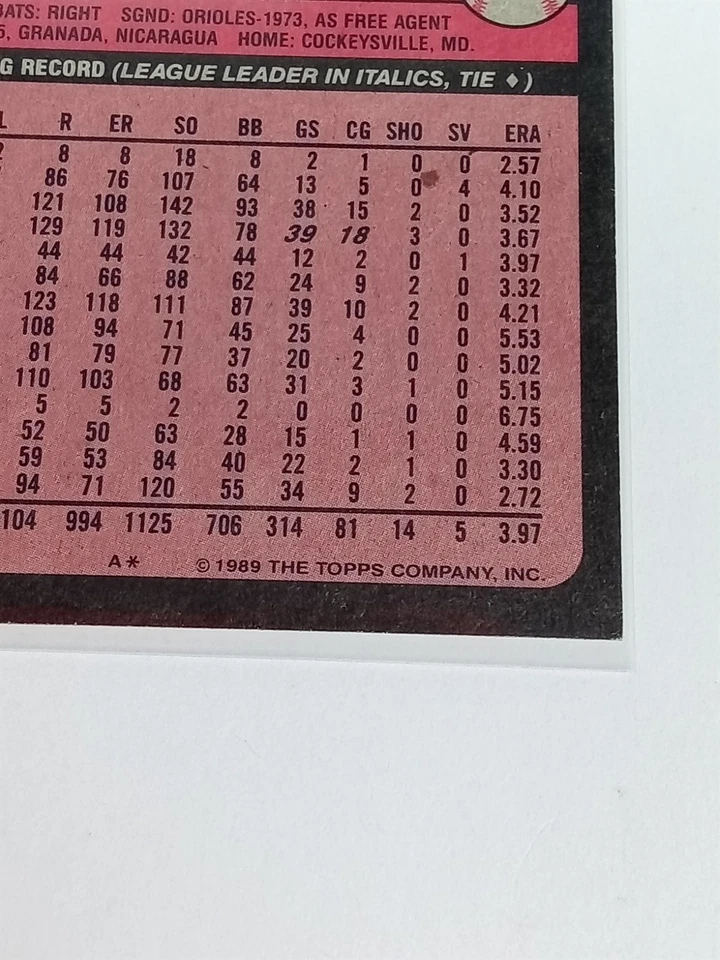 BATS: RIGHT SGND: ORIOLES-1973, AS FREE AGENT
5, GRANADA, NICARAGUA HOME: COCKEYSVILLE, MD.
G RECORD (LEAGUE LEADER IN ITALICS, TIE ♦)
R ER SO BB GS CG SHO SV ERA
8 8 18 8 2 1 0 0 2.57
86 76 107 64 13 5 0 4 4.10
121 108 142 93 38 15 2 0 3.52
129 119 132 78 39 18 3 0 3.67
44 44 42 44 12 2 0 1 3.97
84 66 88 62 24 9 2 0 3.32
123 118 111 87 39 10 2 0 4.21
108 94 71 45 25 4 0 0 5.53
81 79 77 37 20 2 0 0 5.02
110 103 68 63 31 3 1 0 5.15
5 5 2 2 0 0 0 0 6.75
52 50 63 28 15 1 1 0 4.59
59 53 84 40 22 2 1 0 3.30
94 71 120 55 34 9 2 0 2.72
104 994 1125 706 314 81 14 5 3.97
A* © 1989 THE TOPPS COMPANY, INC.